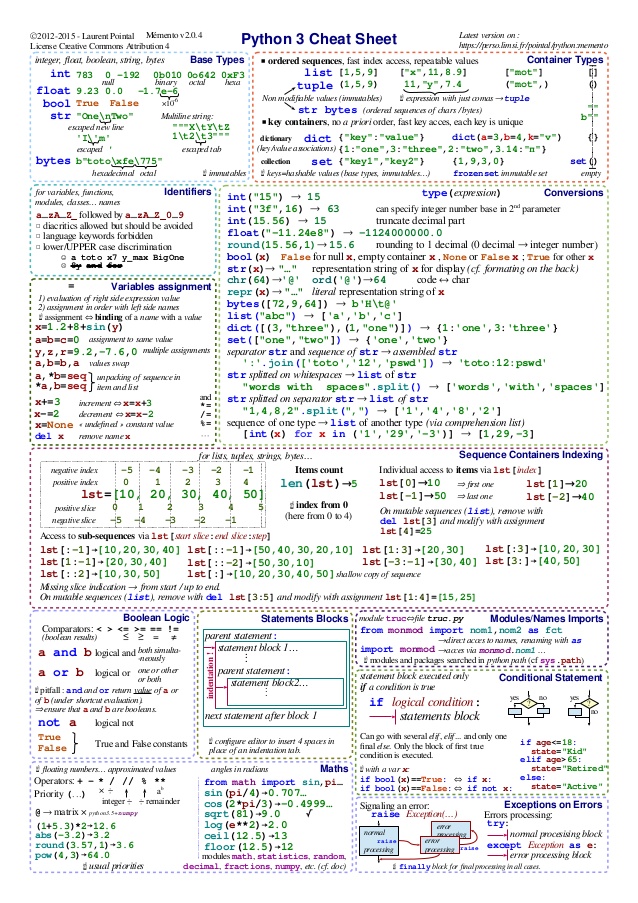 ©2012-2015 - Laurent Pointal Mémento v2.0.4
License Creative Commons Attribution 4
Python 3 Cheat Sheet
Latest version on :
https://perso.limsi.fr/pointal/python:memento
integer, float, boolean, string, bytes Base Types
int 783 0 -192 0b010 0o642 0xF3
null binary octal hexa
float 9.23 0.0 -1.7e-6
bool True False ×10⁻⁶
str "One\nTwo" Multiline string:
escaped new line """X\tY\tZ
'I\'m' 1\t2\t3"""
escaped ' escaped tab
bytes b"toto\xfe\775"
hexadecimal octal immutables
Container Types
■ ordered sequences, fast index access, repeatable values
list [1,5,9] ["x",11,8.9] ["mot"] []
tuple (1,5,9) 11,"y",7.4 ("mot",) ()
Non modifiable values (immutables) expression with just comas → tuple
str bytes (ordered sequences of chars / bytes) ""
b""
■ key containers, no a priori order, fast key acces, each key is unique
dictionary dict {"key":"value"} dict(a=3,b=4,k="v") {}
(key/value associations) {1:"one",3:"three",2:"two",3.14:"π"}
collection set {"key1","key2"} {1,9,3,0} set()
keys=hashable values (base types, immutables…) frozenset immutable set empty
for variables, functions, Identifiers
modules, classes… names
a…zA…Z_ followed by a…zA…Z_0…9
□ diacritics allowed but should be avoided
□ language keywords forbidden
□ lower/UPPER case discrimination
☺ a toto x7 y_max BigOne
☹ 8y and for
= Variables assignment
1) evaluation of right side expression value
2) assignment in order with left side names
assignment ⇔ binding of a name with a value
x=1.2+8+sin(y)
a=b=c=0 assignment to same value
y,z,r=9.2,-7.6,0 multiple assignments
a,b=b,a values swap
a,*b=seq unpacking of sequence in
*a,b=seq item and list
x+=3 increment ⇔ x=x+3 and
*=
x-=2 decrement ⇔ x=x-2 /=
x=None « undefined » constant value %=
del x remove name x …
type(expression) Conversions
int("15") → 15
int("3f",16) → 63 can specify integer number base in 2nd parameter
int(15.56) → 15 truncate decimal part
float("-11.24e8") → -1124000000.0
round(15.56,1)→ 15.6 rounding to 1 decimal (0 decimal → integer number)
bool(x) False for null x, empty container x , None or False x ; True for other x
str(x)→ "…" representation string of x for display (cf. formating on the back)
chr(64)→'@' ord('@')→64 code ↔ char
repr(x)→ "…" literal representation string of x
bytes([72,9,64]) → b'H\t@'
list("abc") → ['a','b','c']
dict([(3,"three"),(1,"one")]) → {1:'one',3:'three'}
set(["one","two"]) → {'one','two'}
separator str and sequence of str → assembled str
':'.join(['toto','12','pswd']) → 'toto:12:pswd'
str splitted on whitespaces → list of str
"words with  spaces".split() → ['words','with','spaces']
str splitted on separator str → list of str
"1,4,8,2".split(",") → ['1','4','8','2']
sequence of one type → list of another type (via comprehension list)
[int(x) for x in ('1','29','-3')] → [1,29,-3]
for lists, tuples, strings, bytes… Sequence Containers Indexing
negative index -5 -4 -3 -2 -1
positive index 0 1 2 3 4
lst=[10, 20, 30, 40, 50]
positive slice 0 1 2 3 4 5
negative slice -5 -4 -3 -2 -1
Items count
len(lst)→5
index from 0
(here from 0 to 4)
Individual access to items via lst[index]
lst[0]→10 ⇒ first one lst[1]→20
lst[-1]→50 ⇒ last one lst[-2]→40
On mutable sequences (list), remove with
del lst[3] and modify with assignment
lst[4]=25
Access to sub-sequences via lst[start slice:end slice:step]
lst[:-1]→[10,20,30,40] lst[::-1]→[50,40,30,20,10] lst[1:3]→[20,30] lst[:3]→[10,20,30]
lst[1:-1]→[20,30,40] lst[::-2]→[50,30,10] lst[-3:-1]→[30,40] lst[3:]→[40,50]
lst[::2]→[10,30,50] lst[:]→[10,20,30,40,50] shallow copy of sequence
Missing slice indication → from start / up to end.
On mutable sequences (list), remove with del lst[3:5] and modify with assignment lst[1:4]=[15,25]
Boolean Logic
Comparators: < > <= >= == !=
(boolean results) ≤ ≥ = ≠
a and b logical and both simulta-
-neously
a or b logical or one or other
or both
pitfall : and and or return value of a or
of b (under shortcut evaluation).
⇒ ensure that a and b are booleans.
not a logical not
True
False True and False constants
Statements Blocks
parent statement :
statement block 1…
⋮
parent statement :
statement block2…
⋮
next statement after block 1
indentation !
configure editor to insert 4 spaces in
place of an indentation tab.
module truc⇔file truc.py Modules/Names Imports
from monmod import nom1,nom2 as fct
→direct acces to names, renaming with as
import monmod →acces via monmod.nom1 …
modules and packages searched in python path (cf sys.path)
statement block executed only Conditional Statement
if a condition is true
if logical condition :
statements block
yes no yes no
? ?
Can go with several elif, elif... and only one
final else. Only the block of first true
condition is executed.
with a var x:
if bool(x)==True: ⇔ if x:
if bool(x)==False: ⇔ if not x:
if age<=18:
state="Kid"
elif age>65:
state="Retired"
else:
state="Active"
floating numbers… approximated values
Operators: + - * / // % **
Priority (…) × ÷ aᵇ
integer ÷ ÷ remainder
@ → matrix × python3.5+numpy
(1+5.3)*2→12.6
abs(-3.2)→3.2
round(3.57,1)→3.6
pow(4,3)→64.0
usual priorities
angles in radians Maths
from math import sin,pi…
sin(pi/4)→0.707…
cos(2*pi/3)→-0.4999…
sqrt(81)→9.0 √
log(e**2)→2.0
ceil(12.5)→13
floor(12.5)→12
modules math, statistics, random,
decimal, fractions, numpy, etc. (cf. doc)
Exceptions on Errors
Signaling an error:
raise Exception(…)
normal
processing
raise
error
processing
error
processing
raise
Errors processing:
try:
normal procesising block
except Exception as e:
error processing block
finally block for final processing in all cases.